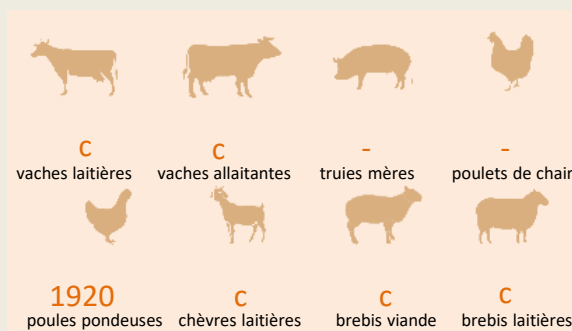 C C - -
vaches laitières vaches allaitantes truies mères poulets de chair
1920 C C C
poules pondeuses chèvres laitières brebis viande brebis laitières